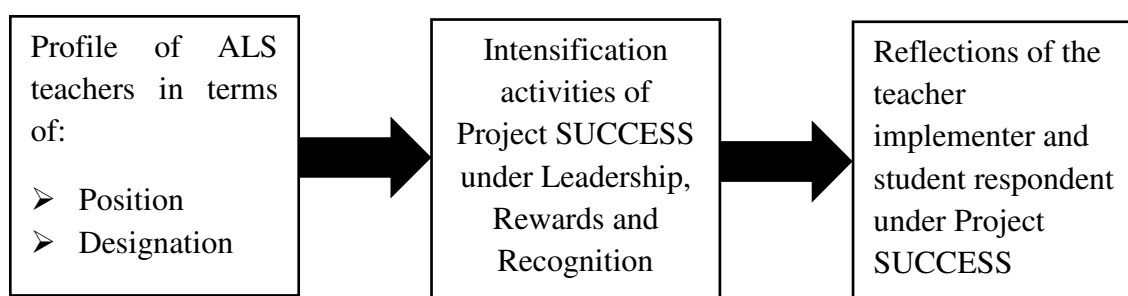 Profile of ALS
teachers in terms
of:
➢ Position
➢ Designation
Intensification
activities of
Project SUCCESS
under Leadership,
Rewards and
Recognition
Reflections of the
teacher
implementer and
student respondent
under Project
SUCCESS